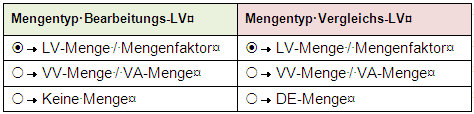 Mengentyp·Bearbeitungs-LV¤ Mengentyp·Vergleichs-LV¤
➔ LV-Menge·/·Mengenfaktor¤ ➔ LV-Menge·/·Mengenfaktor¤
➔ VV-Menge·/·VA-Menge¤ ➔ VV-Menge·/·VA-Menge¤
➔ Keine·Menge¤ ➔ DE-Menge¤